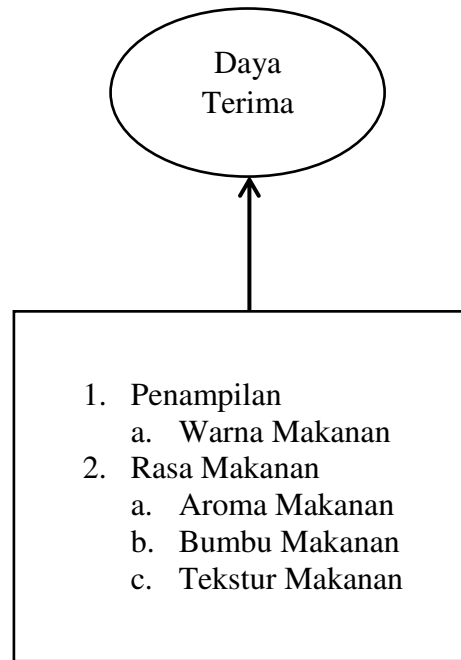 Daya
Terima
1. Penampilan
a. Warna Makanan
2. Rasa Makanan
a. Aroma Makanan
b. Bumbu Makanan
c. Tekstur Makanan